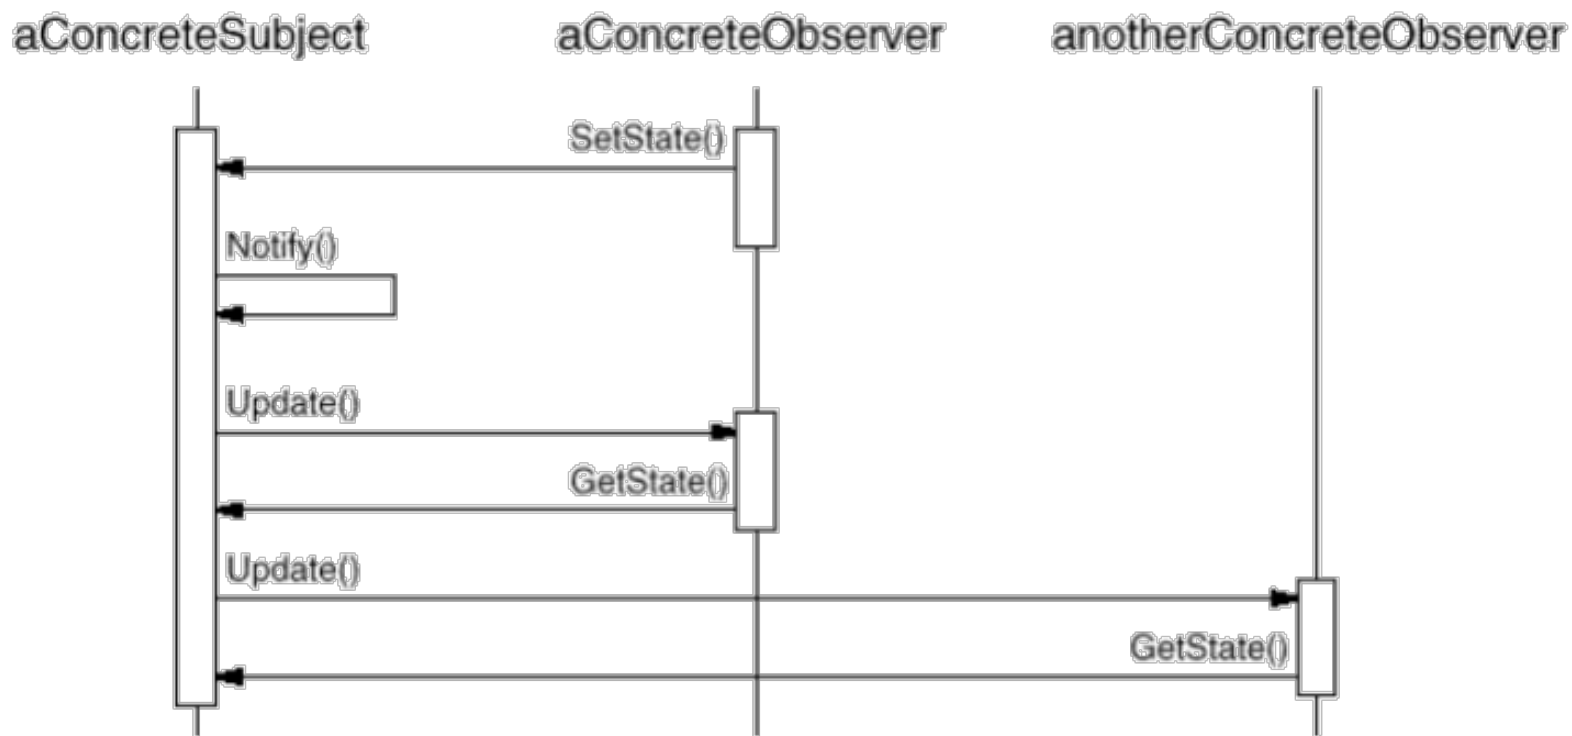 aConcreteSubject aConcreteObserver anotherConcreteObserver
SetState()
Notify()
Update()
GetState()
Update()
GetState()